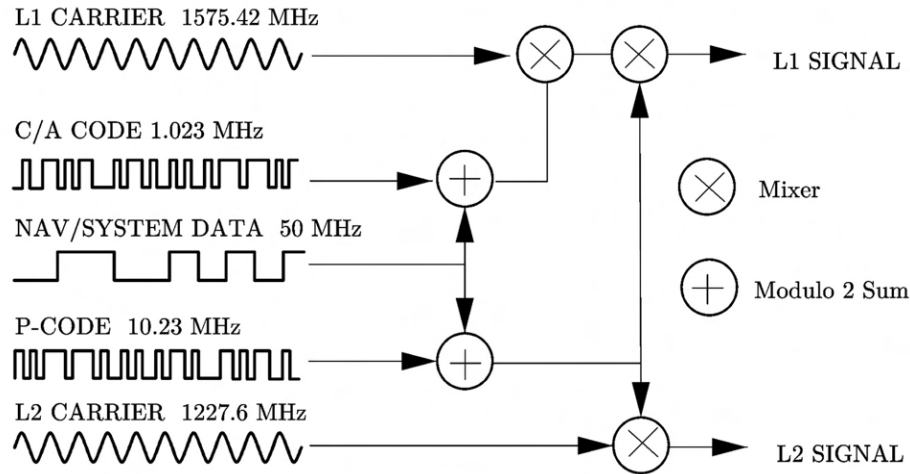 L1 CARRIER 1575.42 MHz
L1 SIGNAL
C/A CODE 1.023 MHz
Mixer
NAV/SYSTEM DATA 50 MHz
Modulo 2 Sum
P-CODE 10.23 MHz
L2 CARRIER 1227.6 MHz
L2 SIGNAL